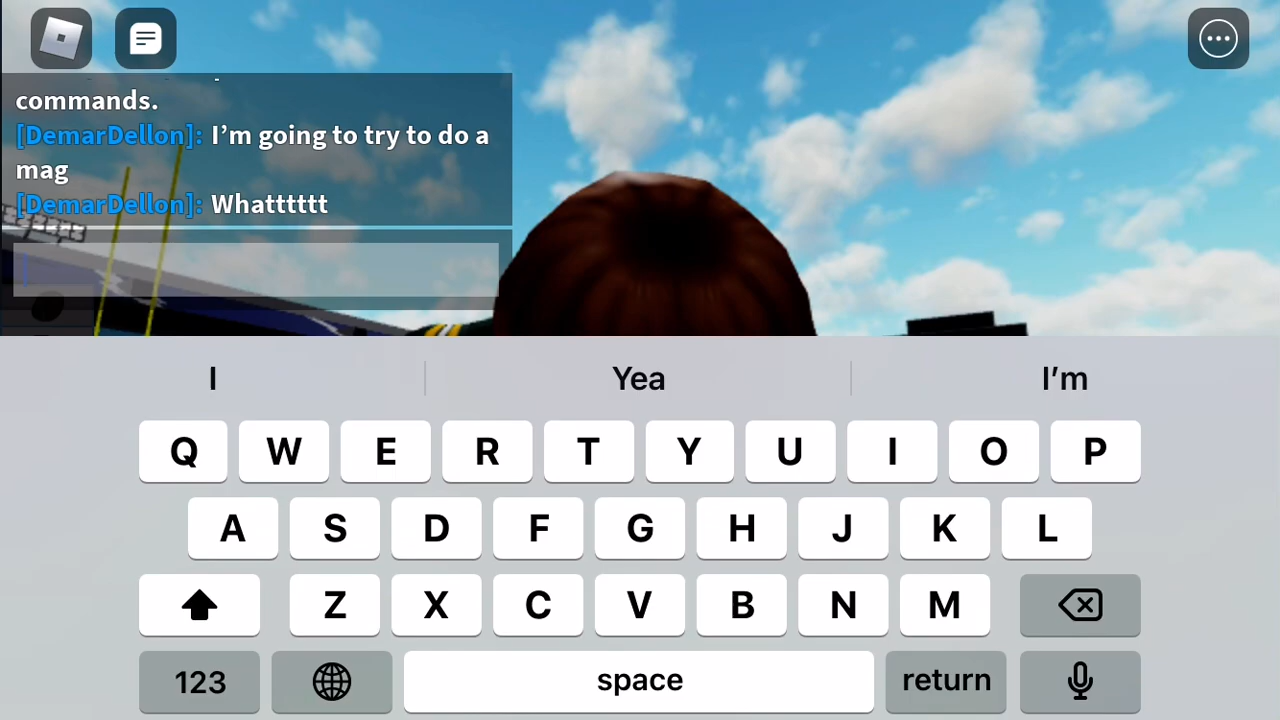 commands.
[DemarDellon]: I’m going to try to do a
mag
[DemarDellon]: Whatttttt
I Yea I’m
Q W E R T Y U I O P
A S D F G H J K L
Z X C V B N M
123 space return